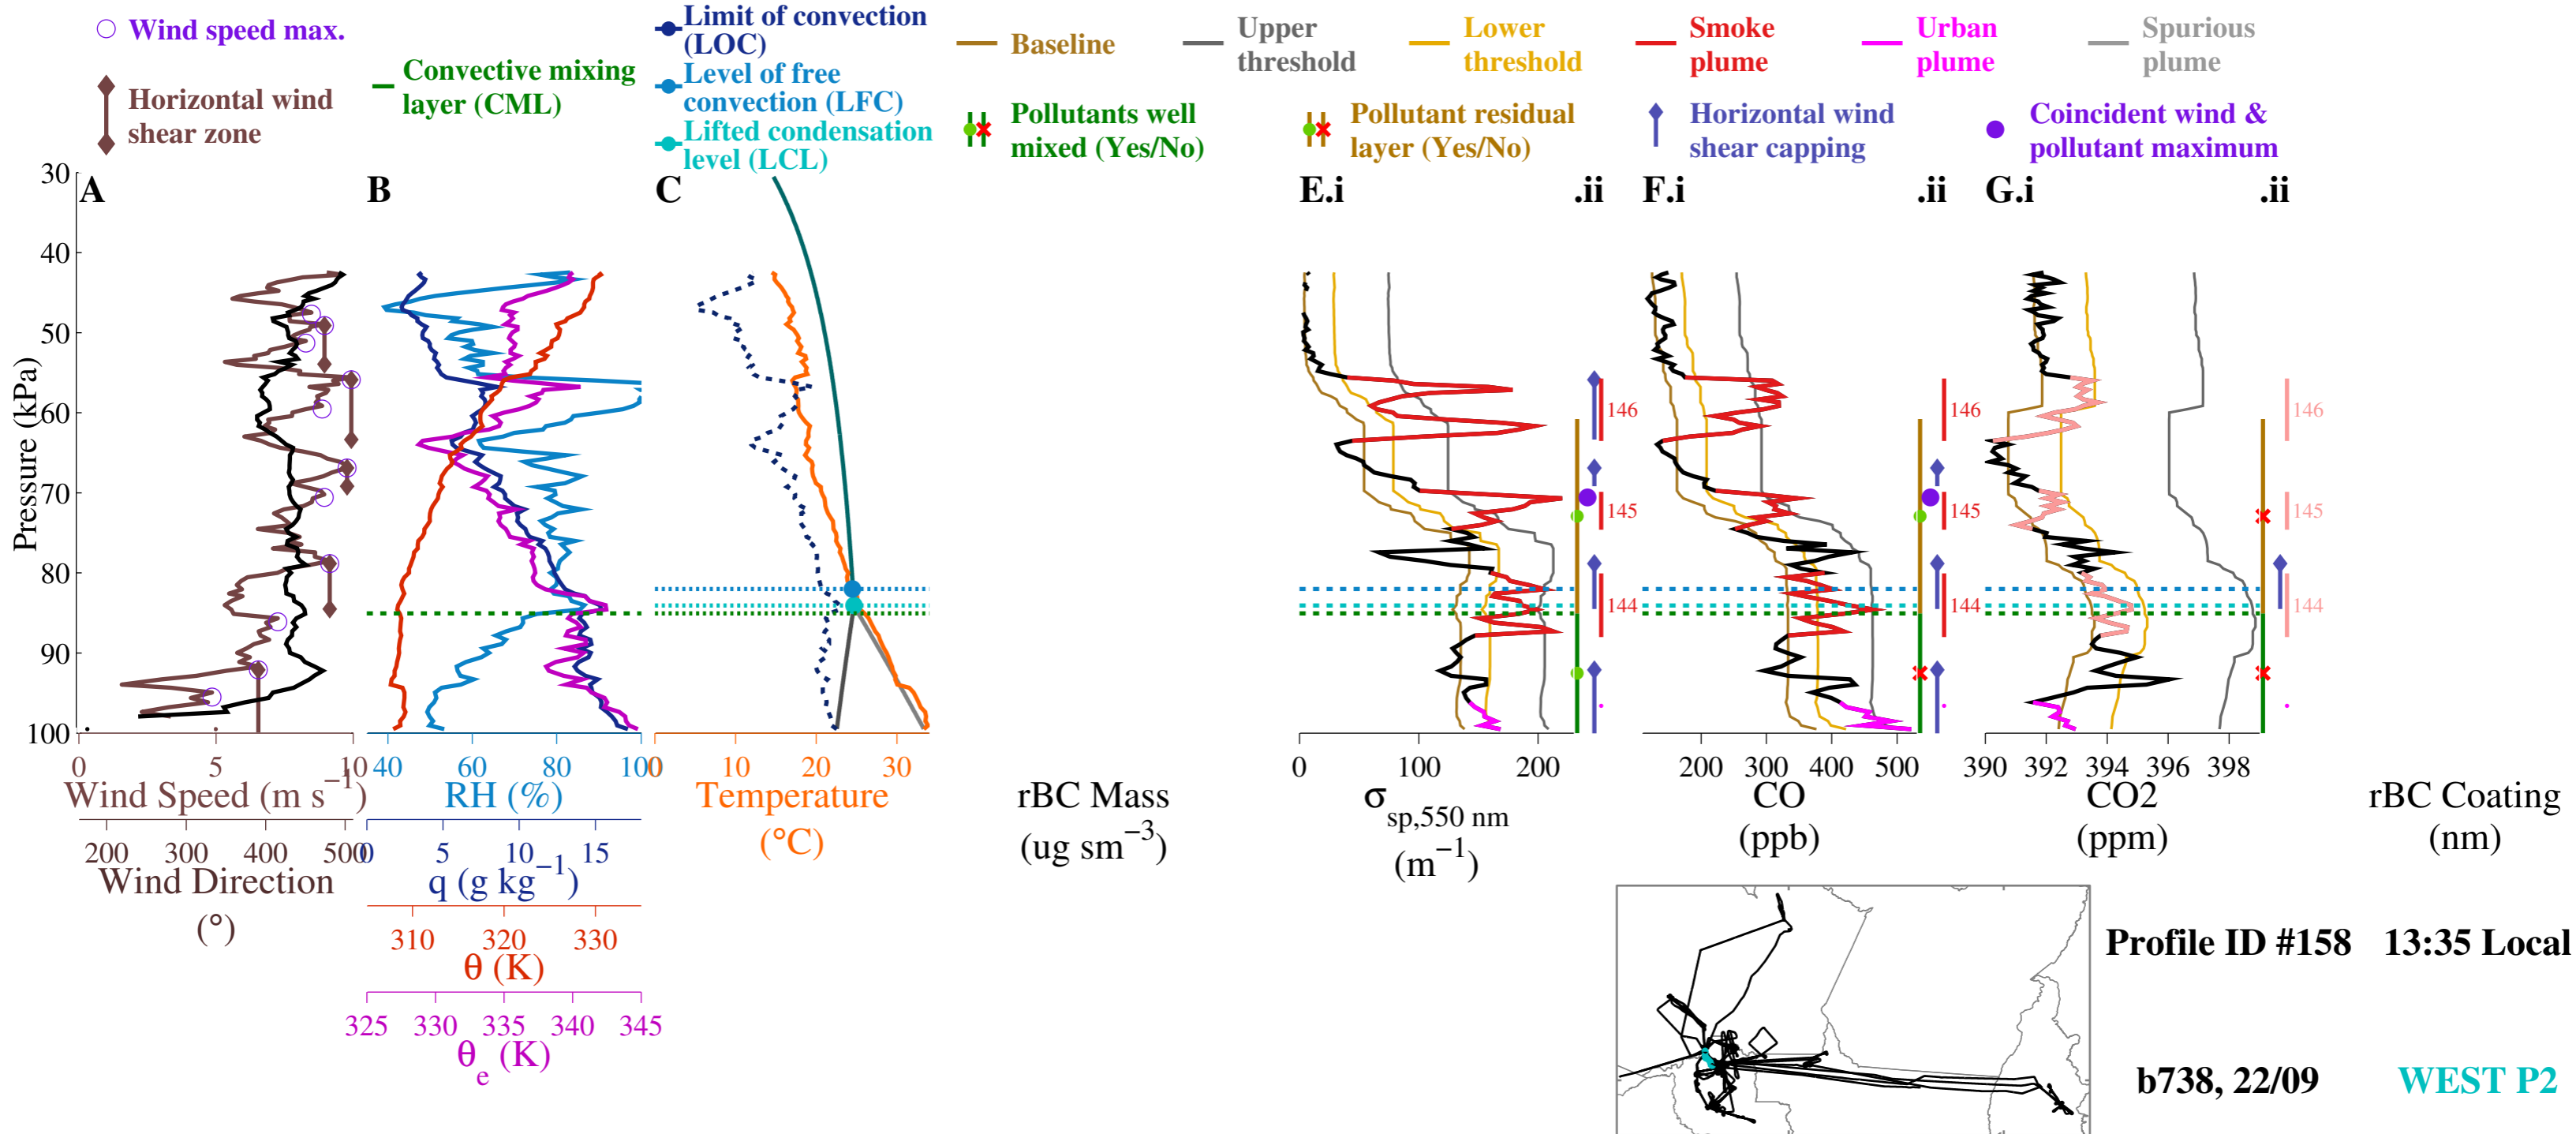 Wind speed max.
Horizontal wind
shear zone
Convective mixing
layer (CML)
Limit of convection
(LOC)
Level of free
convection (LFC)
Lifted condensation
level (LCL)
Baseline
Upper
threshold
Lower
threshold
Smoke
plume
Urban
plume
Spurious
plume
Pollutants well
mixed (Yes/No)
Pollutant residual
layer (Yes/No)
Horizontal wind
shear capping
Coincident wind &
pollutant maximum
A
B
C
E.i
.ii
F.i
.ii
G.i
.ii
Pressure (kPa)
30
40
50
60
70
80
90
100
146
145
144
146
145
144
146
145
144
0 5 10
Wind Speed (m s−1)
200 300 400 500
Wind Direction
(°)
40 60 80 100
RH (%)
0 5 10 15
q (g kg−1)
310 320 330
θ (K)
325 330 335 340 345
θe (K)
0 10 20 30
Temperature
(°C)
rBC Mass
(ug sm−3)
0 100 200
σsp,550 nm
(m−1)
200 300 400 500
CO
(ppb)
390 392 394 396 398
CO2
(ppm)
rBC Coating
(nm)
Profile ID #158 13:35 Local
b738, 22/09 WEST P2